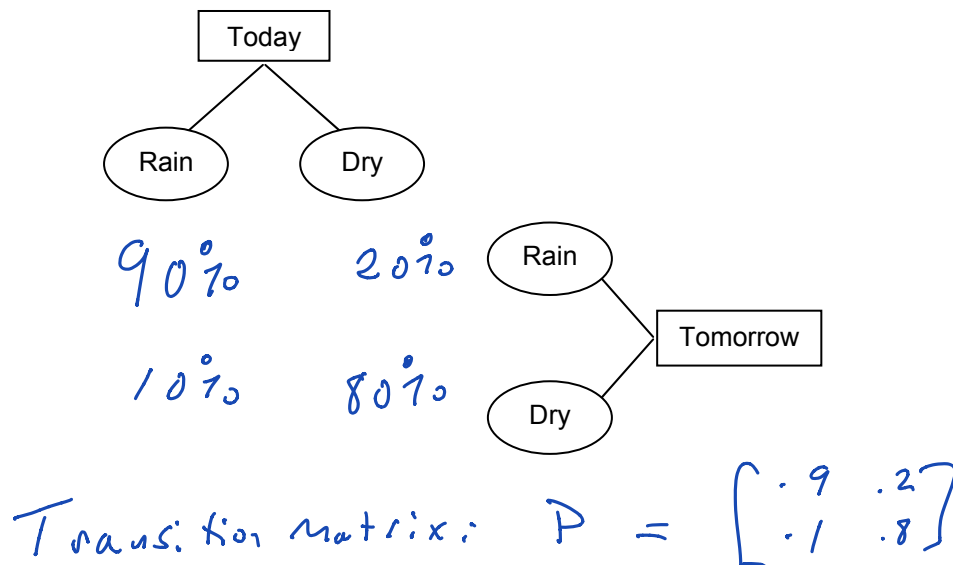 Today
Rain Dry
90% 20% Rain
Tomorrow
10% 80% Dry
Transition Matrix: P = [.9 .2
.1 .8]